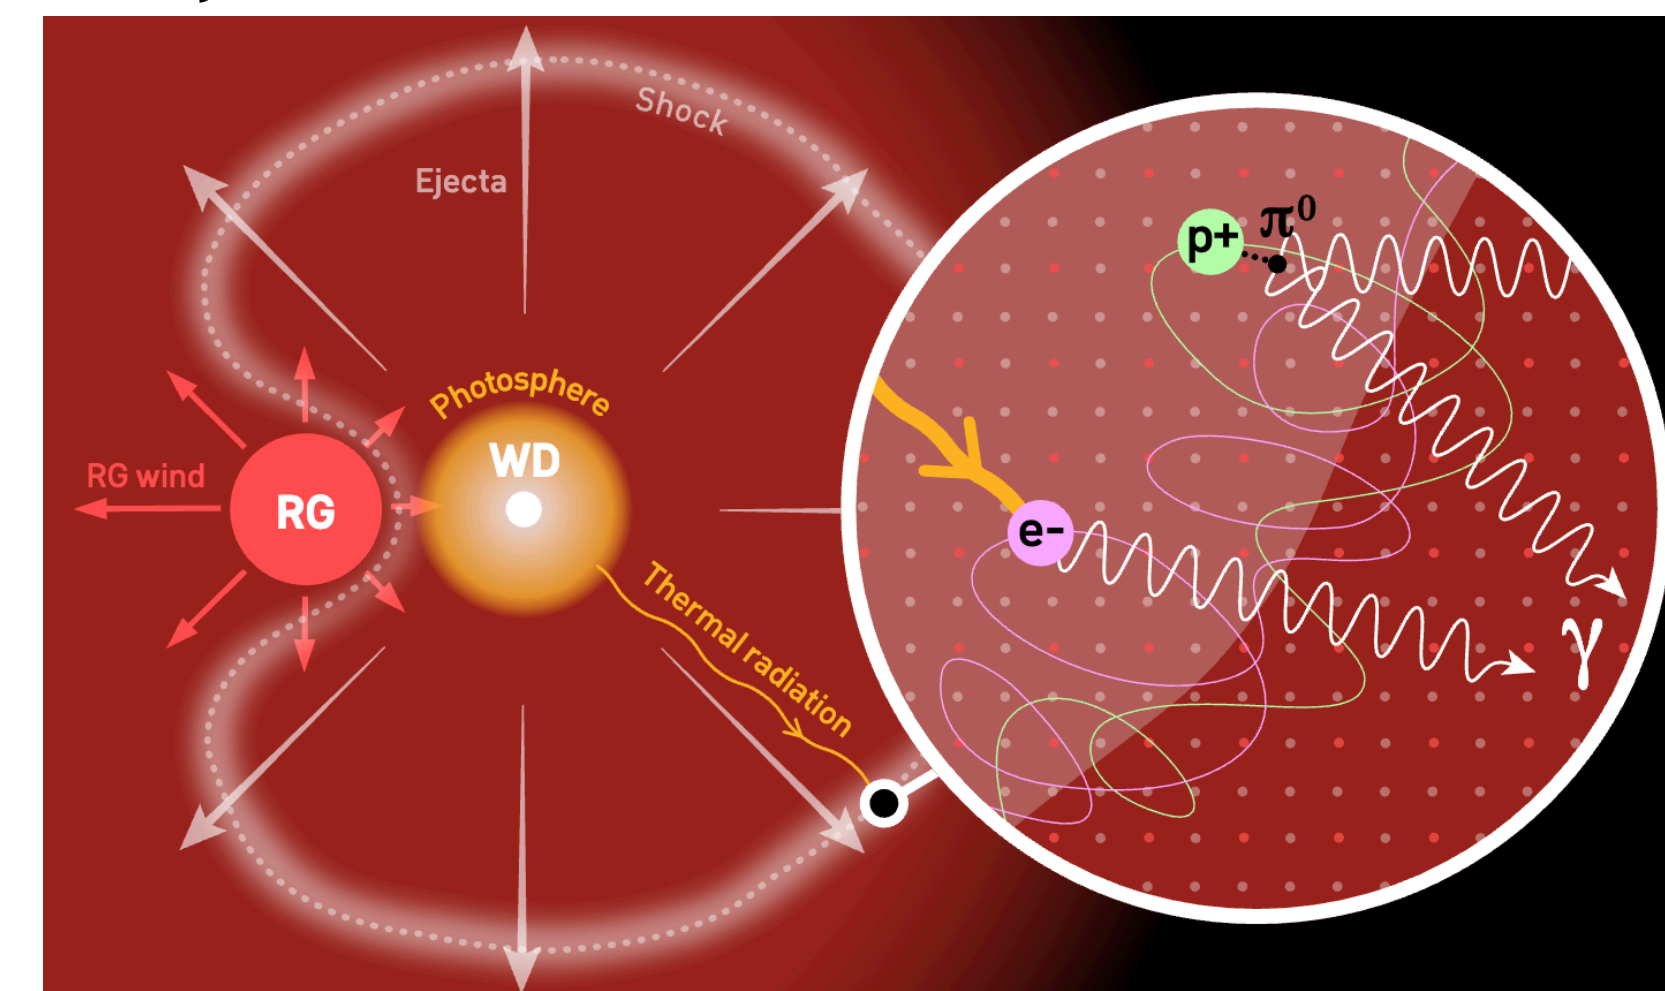 Shock
Ejecta
Photosphere
WD
RG wind
RG
Thermal radiation
p+
π⁰
e-
γ